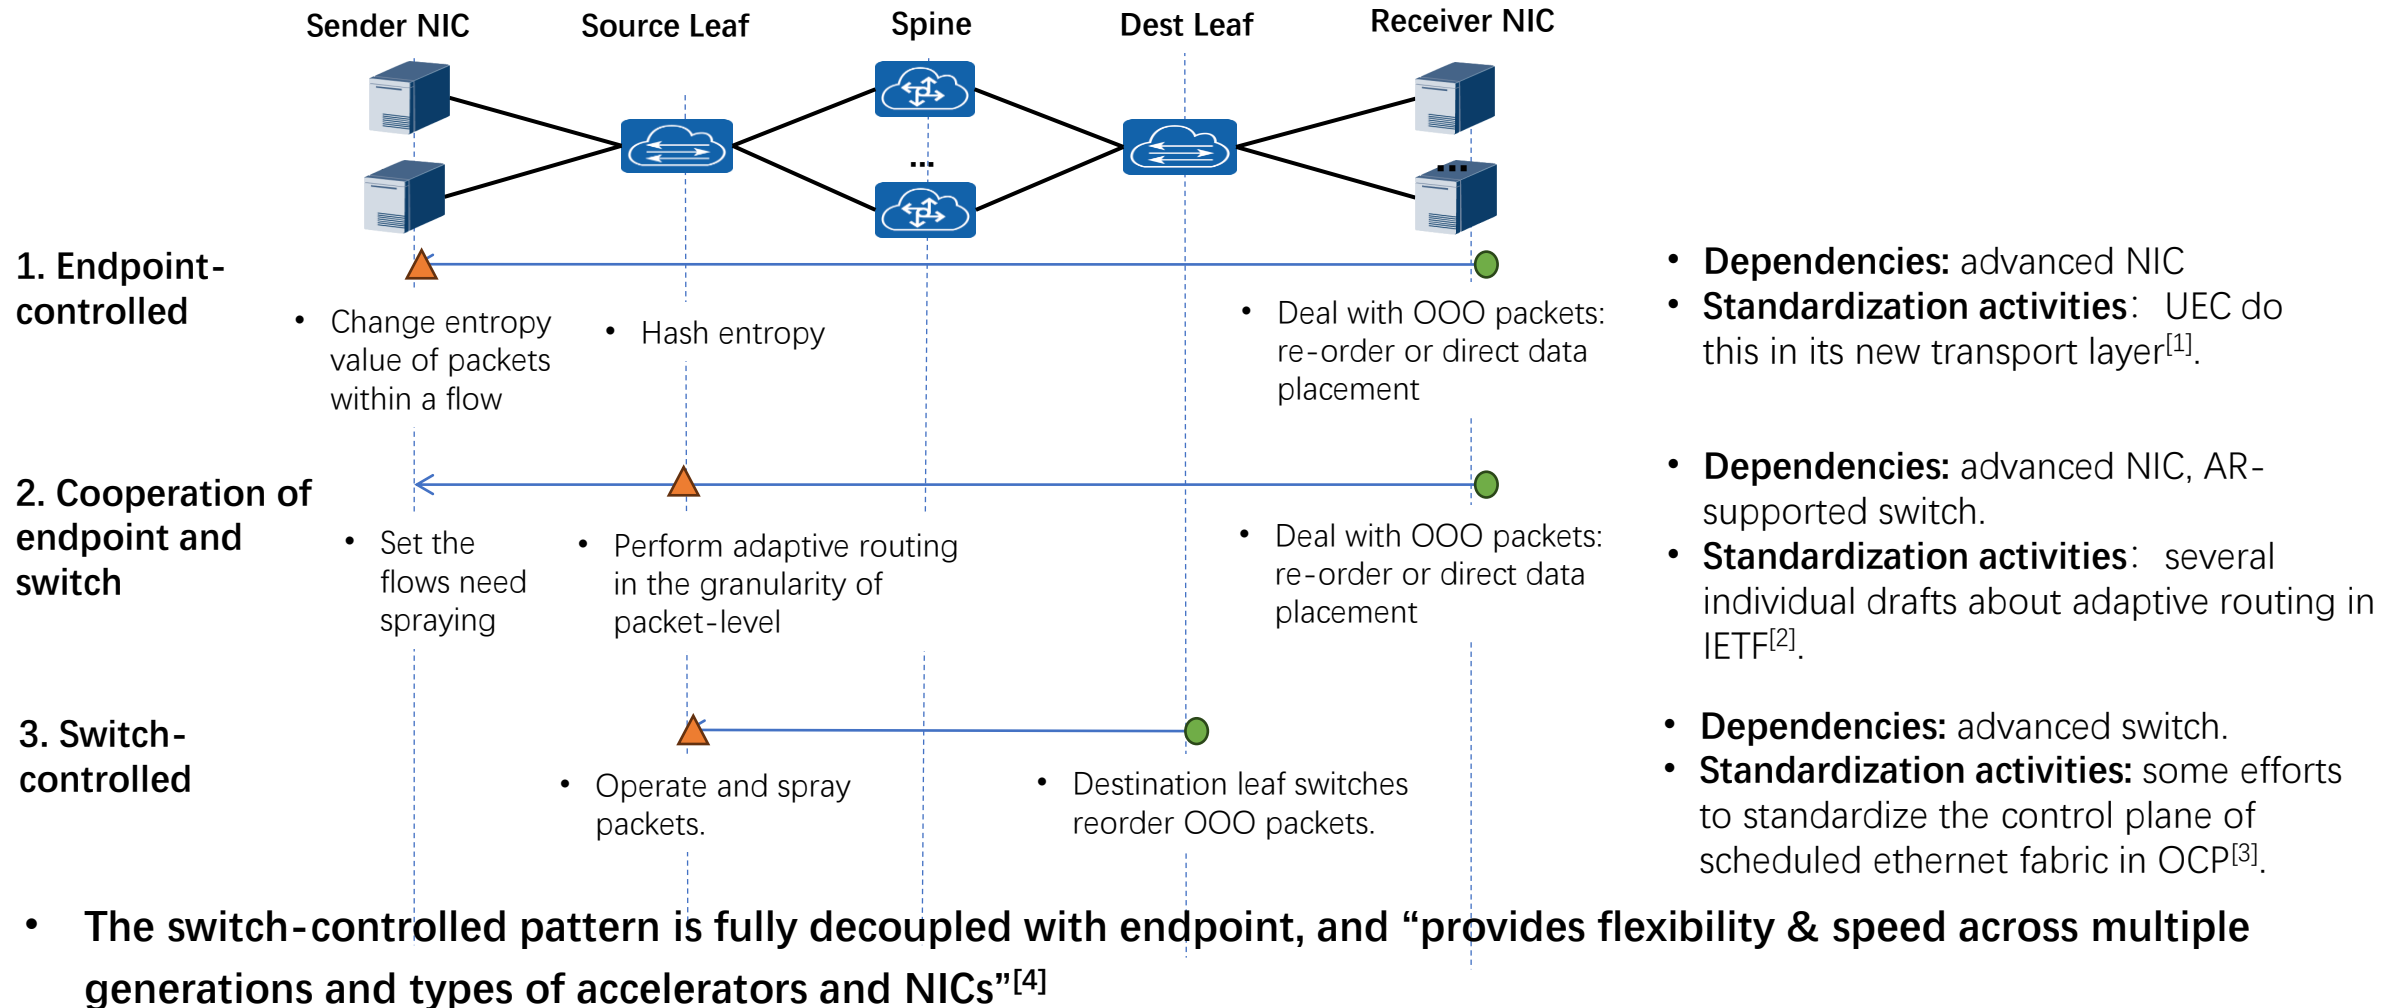 Sender NIC
Source Leaf
Spine
Dest Leaf
Receiver NIC
...
...
1. Endpoint-
controlled
• Change entropy
value of packets
within a flow
• Hash entropy
• Deal with OOO packets:
re-order or direct data
placement
• Dependencies: advanced NIC
• Standardization activities： UEC do
this in its new transport layer[1].
2. Cooperation of
endpoint and
switch
• Set the
flows need
spraying
• Perform adaptive routing
in the granularity of
packet-level
• Deal with OOO packets:
re-order or direct data
placement
• Dependencies: advanced NIC, AR-
supported switch.
• Standardization activities： several
individual drafts about adaptive routing in
IETF[2].
3. Switch-
controlled
• Operate and spray
packets.
• Destination leaf switches
reorder OOO packets.
• Dependencies: advanced switch.
• Standardization activities: some efforts
to standardize the control plane of
scheduled ethernet fabric in OCP[3].
• The switch-controlled pattern is fully decoupled with endpoint, and “provides flexibility & speed across multiple
generations and types of accelerators and NICs”[4]